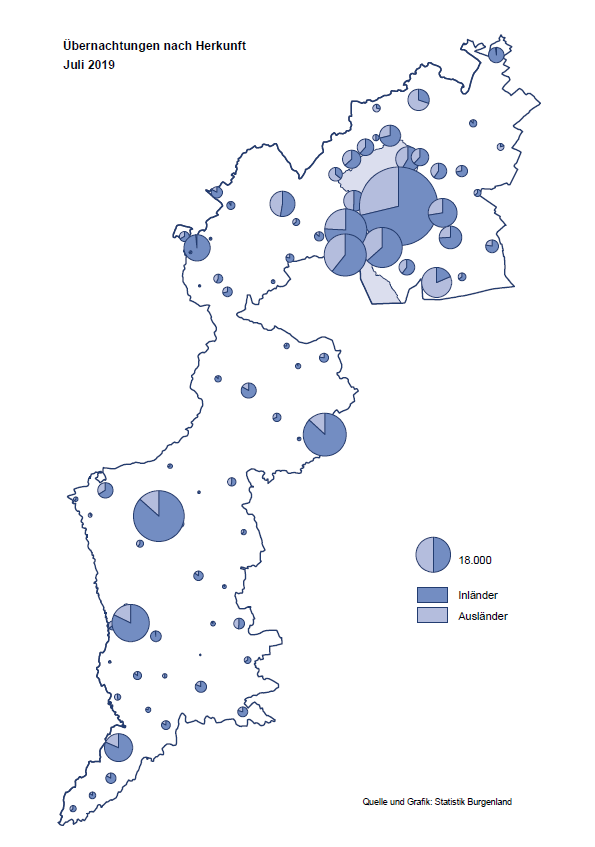 Übernachtungen nach Herkunft
Juli 2019
18.000
Inländer
Ausländer
Quelle und Grafik: Statistik Burgenland